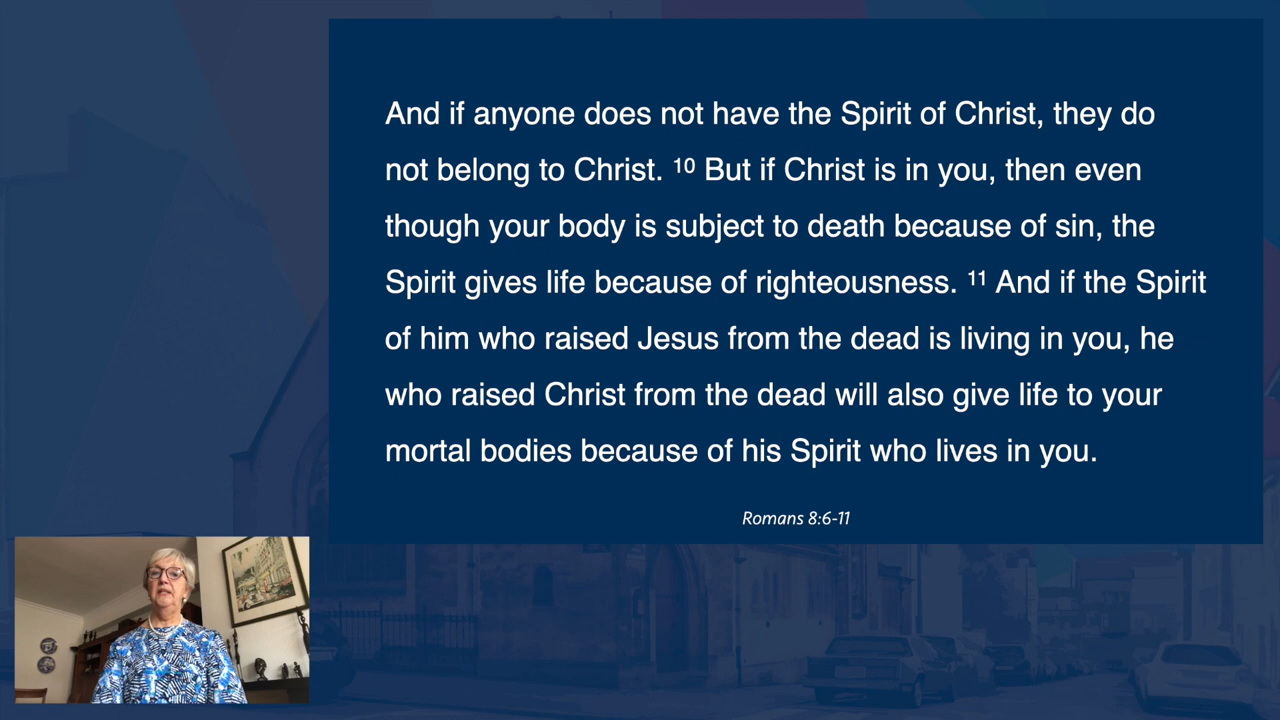 And if anyone does not have the Spirit of Christ, they do
not belong to Christ. ¹⁰ But if Christ is in you, then even
though your body is subject to death because of sin, the
Spirit gives life because of righteousness. ¹¹ And if the Spirit
of him who raised Jesus from the dead is living in you, he
who raised Christ from the dead will also give life to your
mortal bodies because of his Spirit who lives in you.
Romans 8:6-11